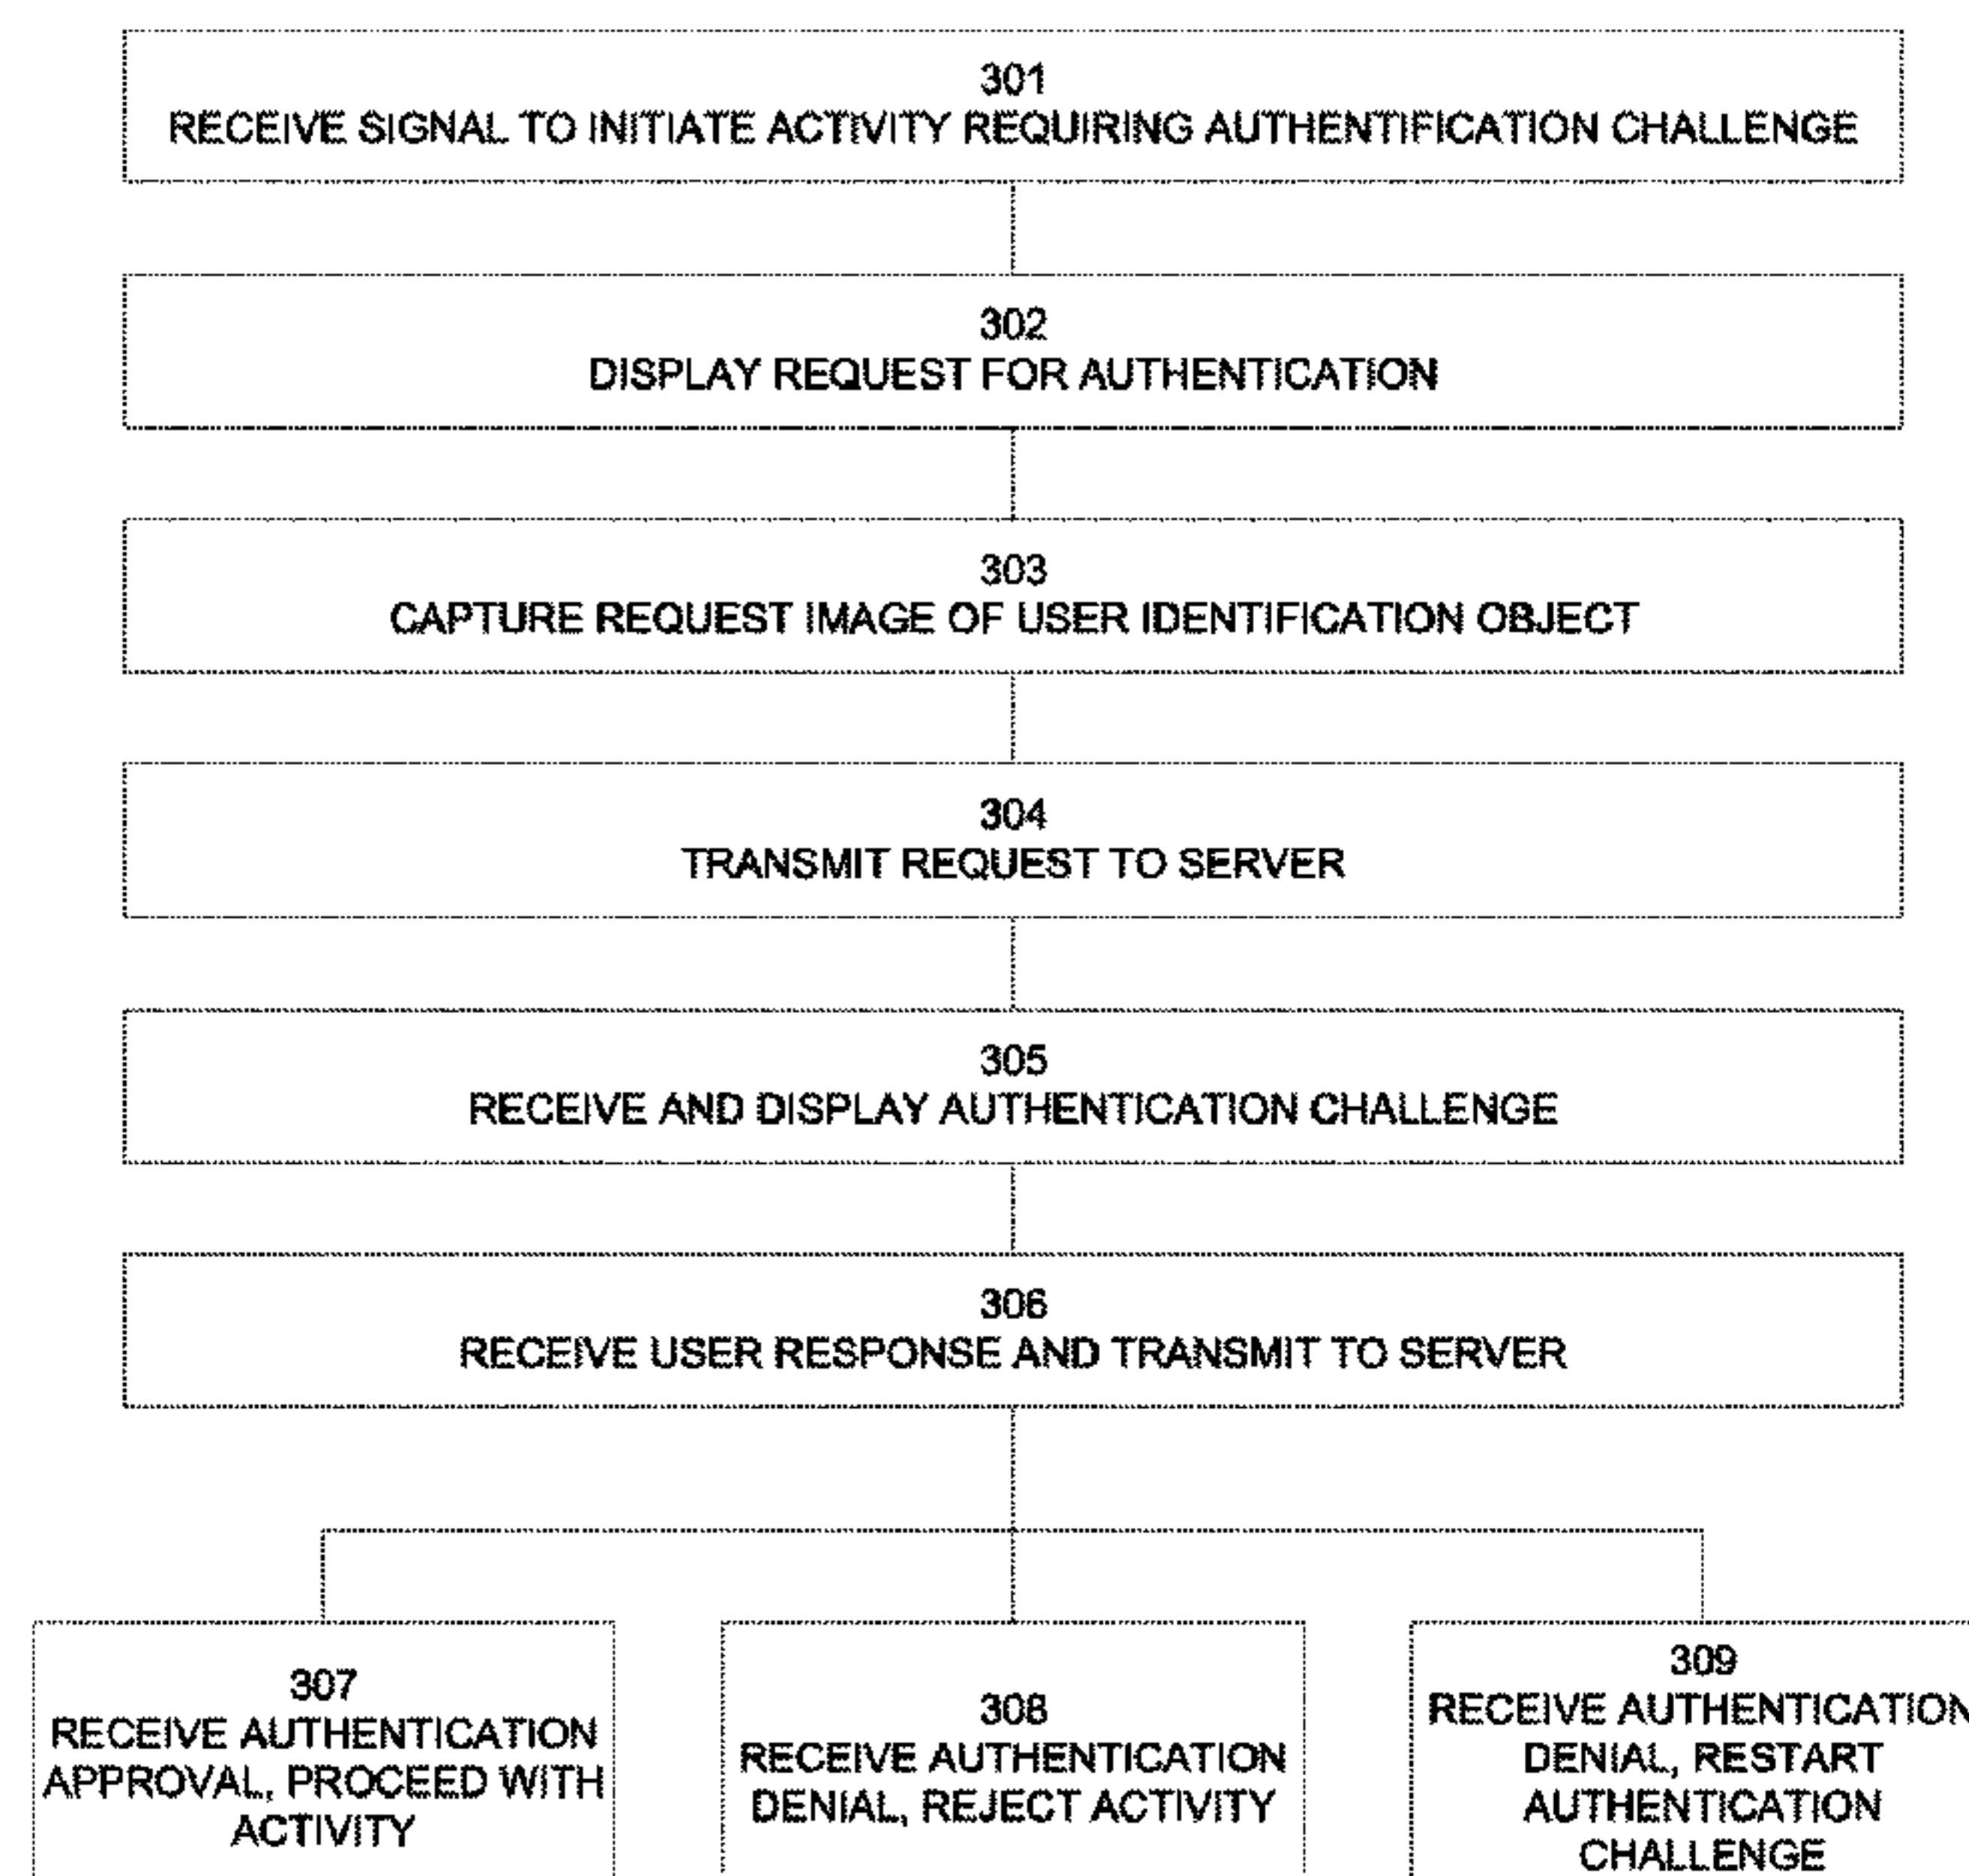 301
RECEIVE SIGNAL TO INITIATE ACTIVITY REQUIRING AUTHENTIFICATION CHALLENGE
302
DISPLAY REQUEST FOR AUTHENTICATION
303
CAPTURE REQUEST IMAGE OF USER IDENTIFICATION OBJECT
304
TRANSMIT REQUEST TO SERVER
305
RECEIVE AND DISPLAY AUTHENTICATION CHALLENGE
306
RECEIVE USER RESPONSE AND TRANSMIT TO SERVER
307
RECEIVE AUTHENTICATION
APPROVAL, PROCEED WITH
ACTIVITY
308
RECEIVE AUTHENTICATION
DENIAL, REJECT ACTIVITY
309
RECEIVE AUTHENTICATION
DENIAL, RESTART
AUTHENTICATION
CHALLENGE